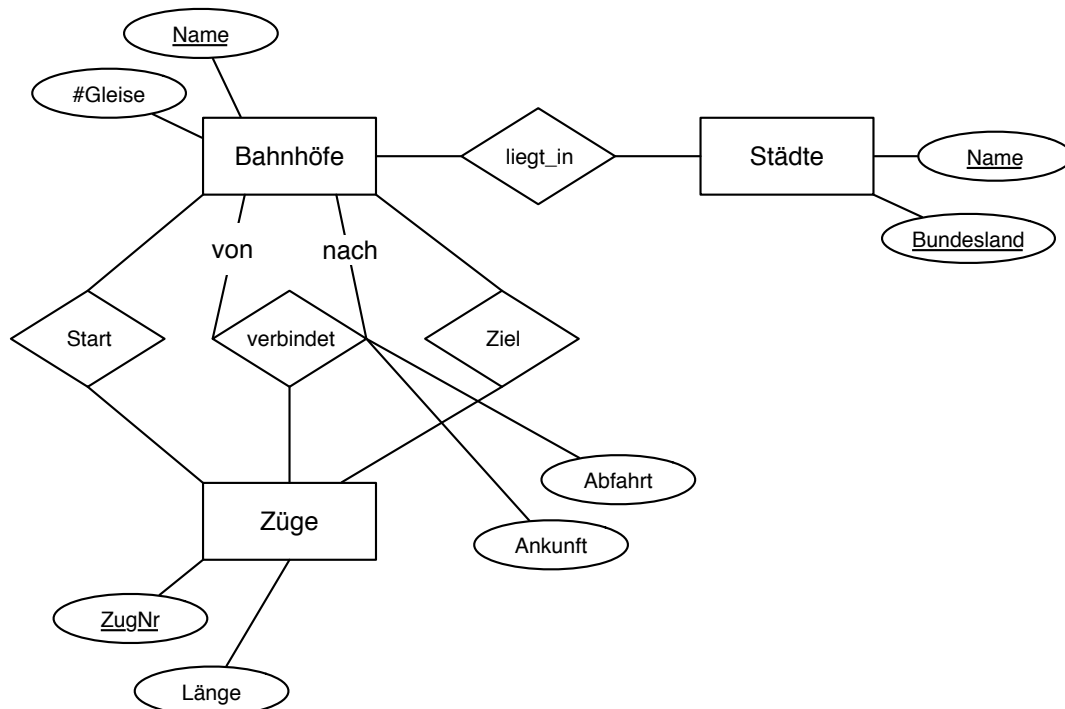 Name
#Gleise
Bahnhöfe
liegt_in
Städte
Name
Bundesland
von
nach
Start
verbindet
Ziel
Abfahrt
Züge
Ankunft
ZugNr
Länge